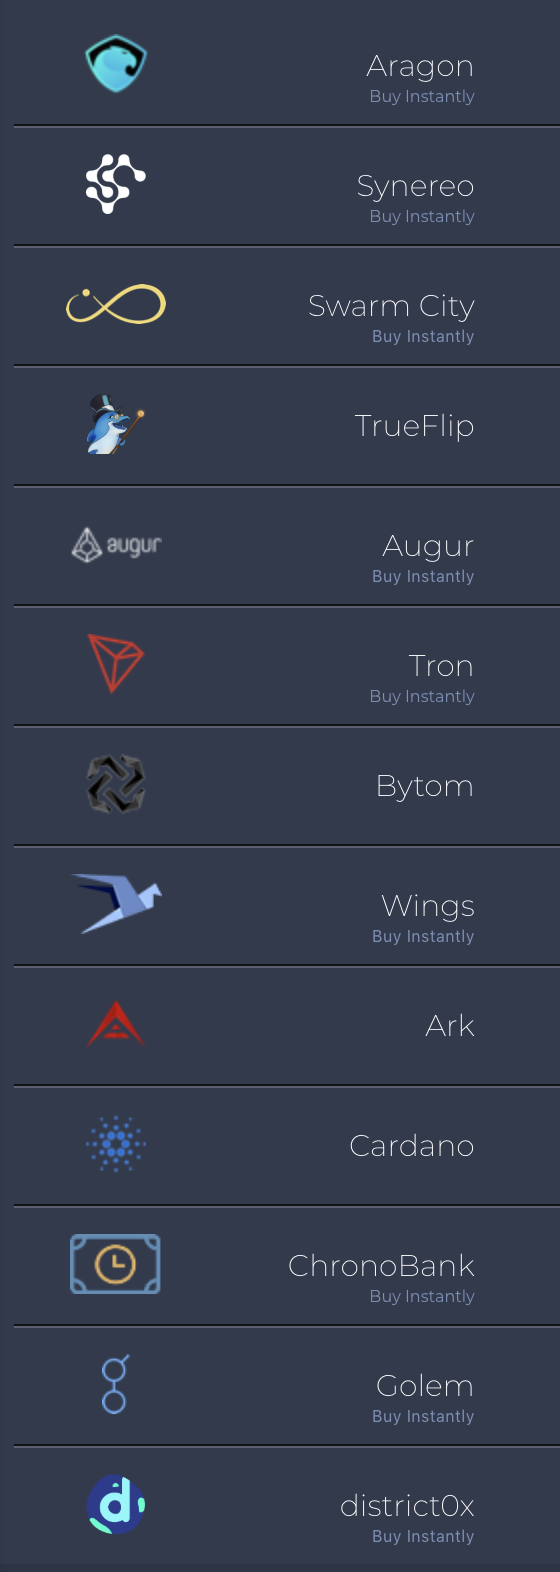 Aragon
Buy Instantly
Synereo
Buy Instantly
Swarm City
Buy Instantly
TrueFlip
augur
Augur
Buy Instantly
Tron
Buy Instantly
Bytom
Wings
Buy Instantly
Ark
Cardano
ChronoBank
Buy Instantly
Golem
Buy Instantly
d
district0x
Buy Instantly